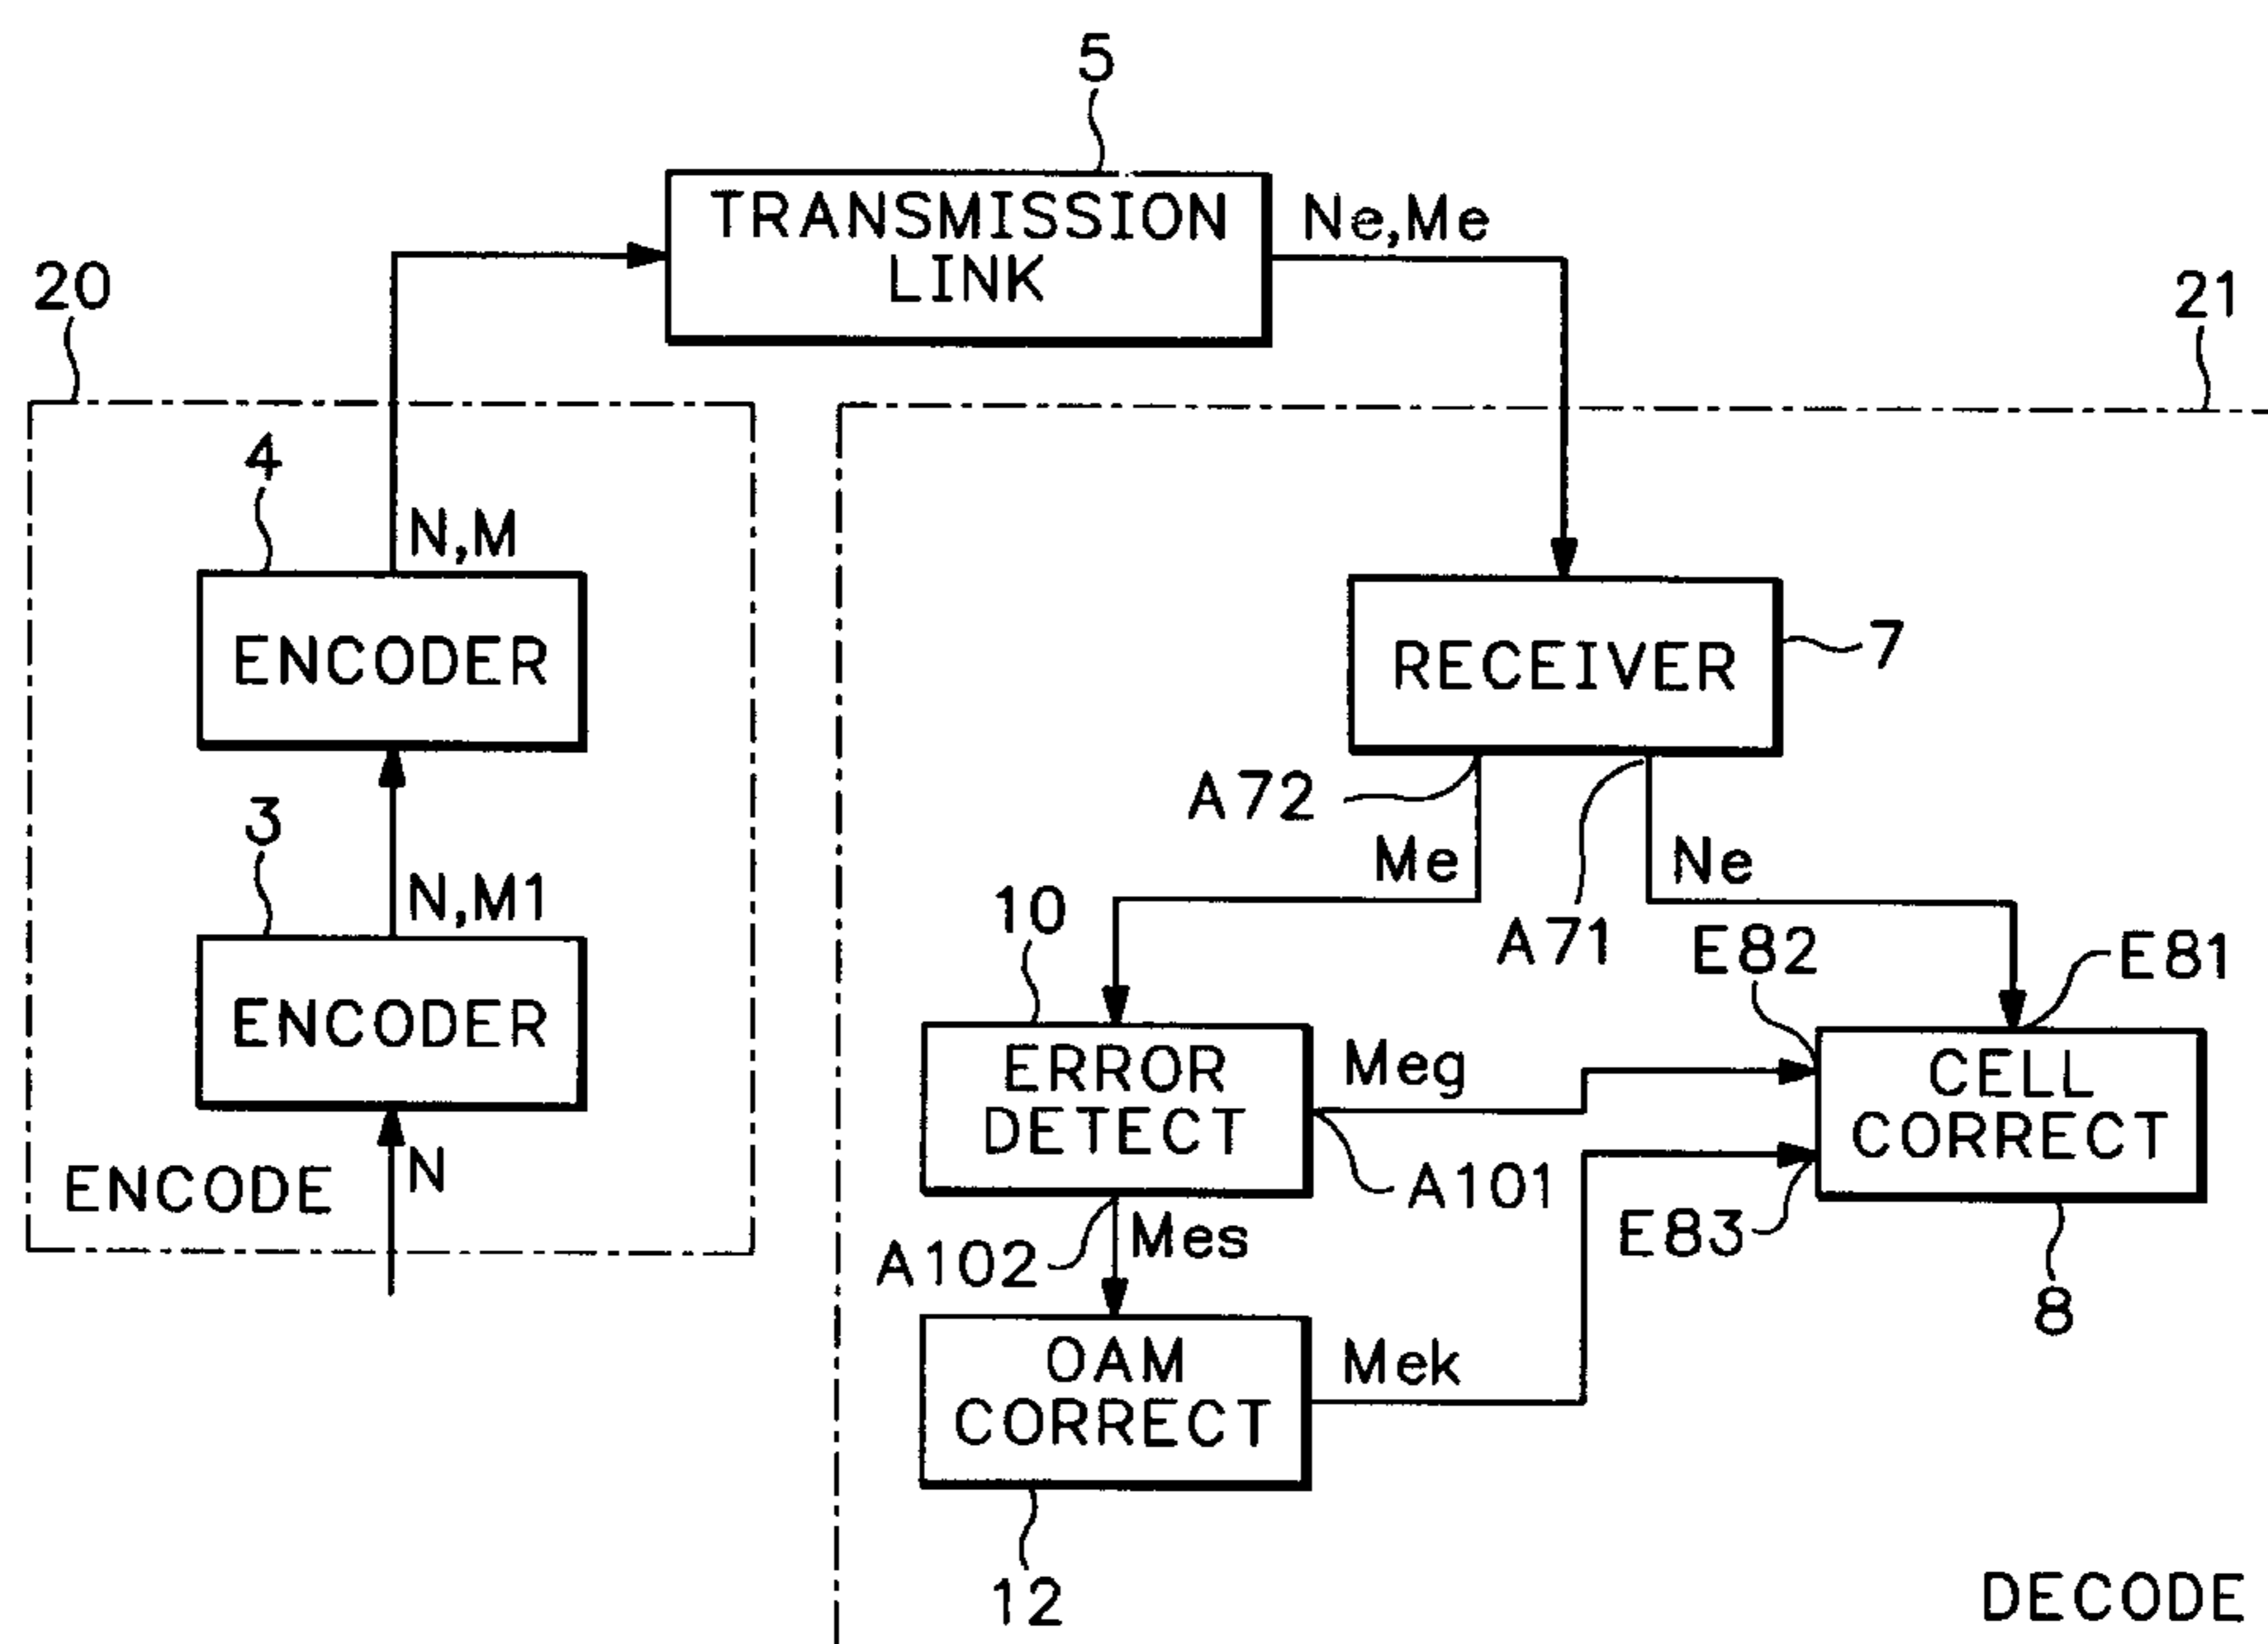 5
TRANSMISSION
LINK
Ne,Me
20
21
4
N,M
ENCODER
RECEIVER
7
A72
A71
Me
Ne
3
N,M1
ENCODER
N
ENCODE
10
E82
E81
ERROR
DETECT
Meg
CELL
CORRECT
A101
E83
A102
Mes
8
OAM
CORRECT
Mek
12
DECODE